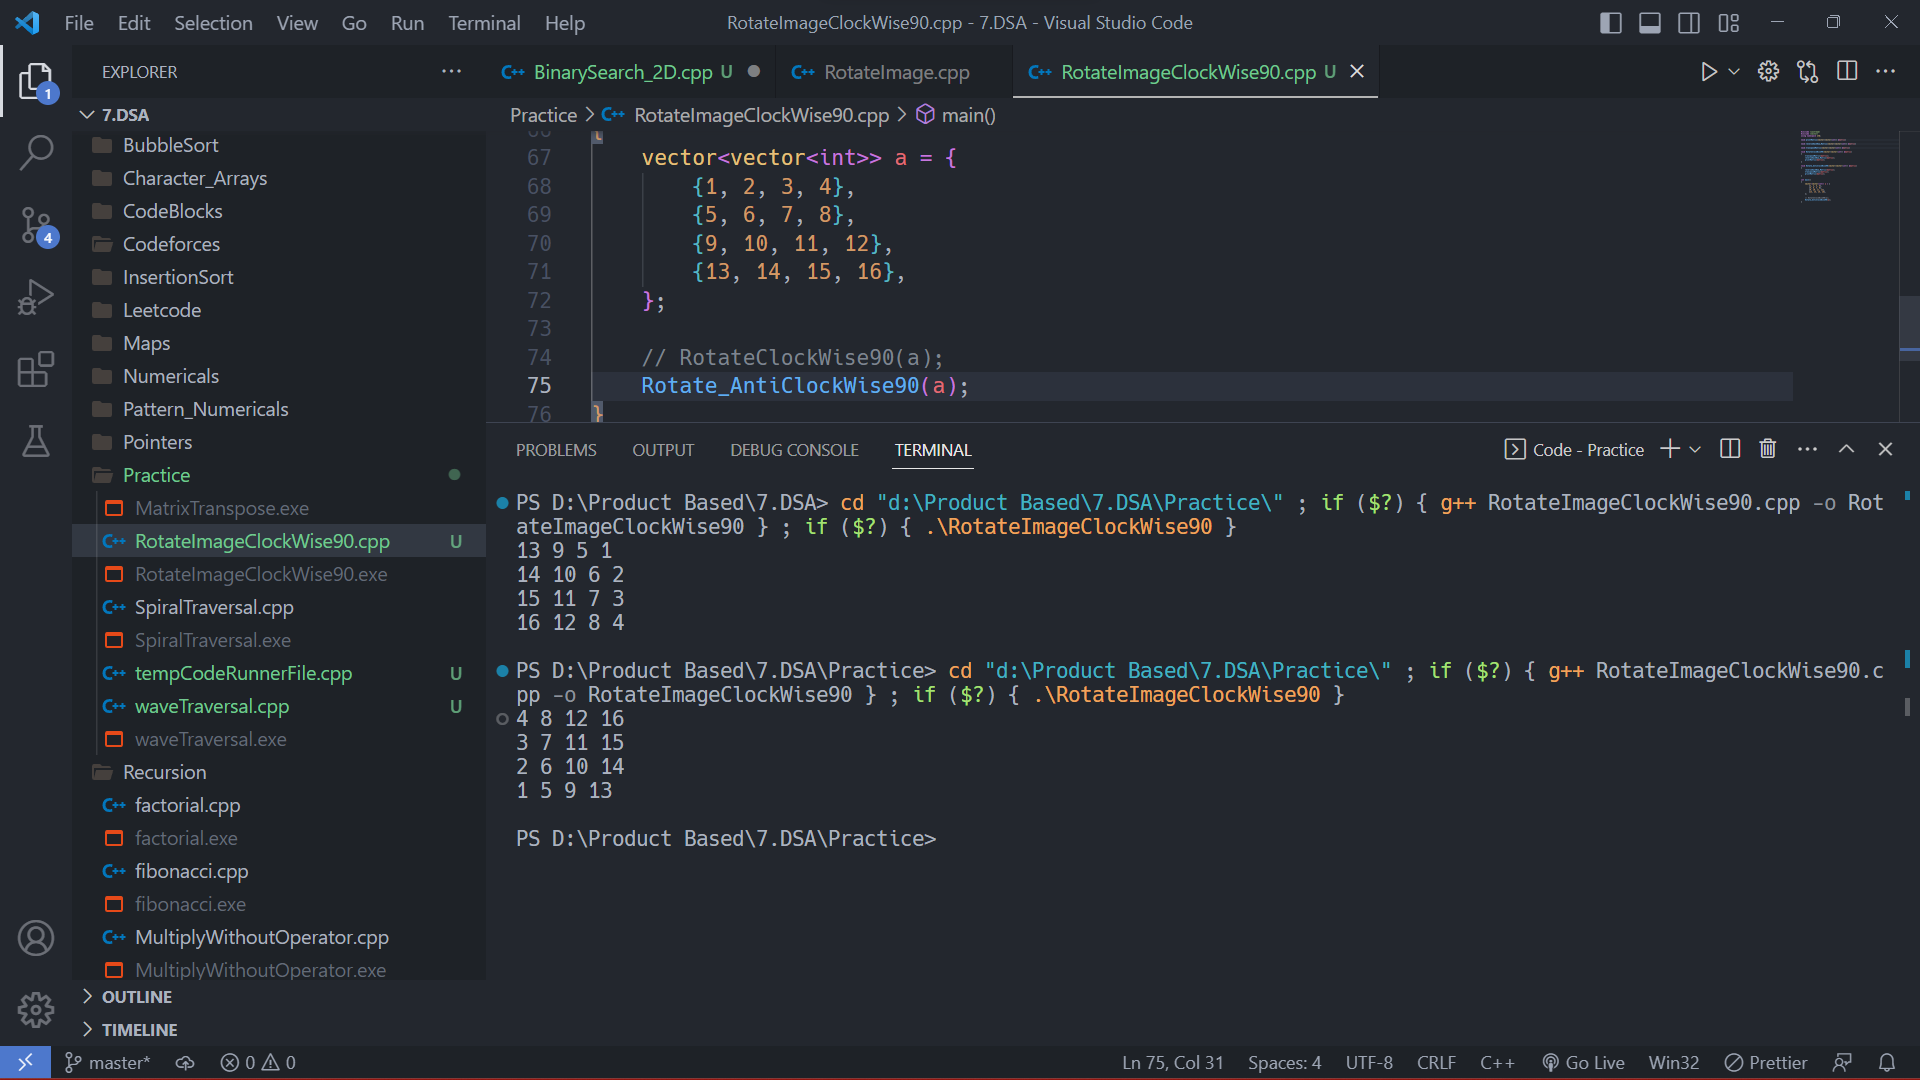 File Edit Selection View Go Run Terminal Help
RotateImageClockWise90.cpp - 7.DSA - Visual Studio Code
EXPLORER
1
4
7.DSA
BubbleSort
Character_Arrays
CodeBlocks
Codeforces
InsertionSort
Leetcode
Maps
Numericals
Pattern_Numericals
Pointers
Practice
MatrixTranspose.exe
C++ RotateImageClockWise90.cpp U
RotateImageClockWise90.exe
C++ SpiralTraversal.cpp
SpiralTraversal.exe
C++ tempCodeRunnerFile.cpp U
C++ waveTraversal.cpp U
waveTraversal.exe
Recursion
C++ factorial.cpp
factorial.exe
C++ fibonacci.cpp
fibonacci.exe
C++ MultiplyWithoutOperator.cpp
MultiplyWithoutOperator.exe
OUTLINE
TIMELINE
C++ BinarySearch_2D.cpp U
C++ RotateImage.cpp
C++ RotateImageClockWise90.cpp U
Practice > C++ RotateImageClockWise90.cpp > main()
66 {
67 vector<vector<int>> a = {
68 {1, 2, 3, 4},
69 {5, 6, 7, 8},
70 {9, 10, 11, 12},
71 {13, 14, 15, 16},
72 };
73
74 // RotateClockWise90(a);
75 Rotate_AntiClockWise90(a);
76 }
PROBLEMS OUTPUT DEBUG CONSOLE TERMINAL
Code - Practice
PS D:\Product Based\7.DSA> cd "d:\Product Based\7.DSA\Practice\" ; if ($?) { g++ RotateImageClockWise90.cpp -o Rot
ateImageClockWise90 } ; if ($?) { .\RotateImageClockWise90 }
13 9 5 1
14 10 6 2
15 11 7 3
16 12 8 4
PS D:\Product Based\7.DSA\Practice> cd "d:\Product Based\7.DSA\Practice\" ; if ($?) { g++ RotateImageClockWise90.c
pp -o RotateImageClockWise90 } ; if ($?) { .\RotateImageClockWise90 }
4 8 12 16
3 7 11 15
2 6 10 14
1 5 9 13
PS D:\Product Based\7.DSA\Practice>
master* 0 0
Ln 75, Col 31 Spaces: 4 UTF-8 CRLF C++ Go Live Win32 Prettier